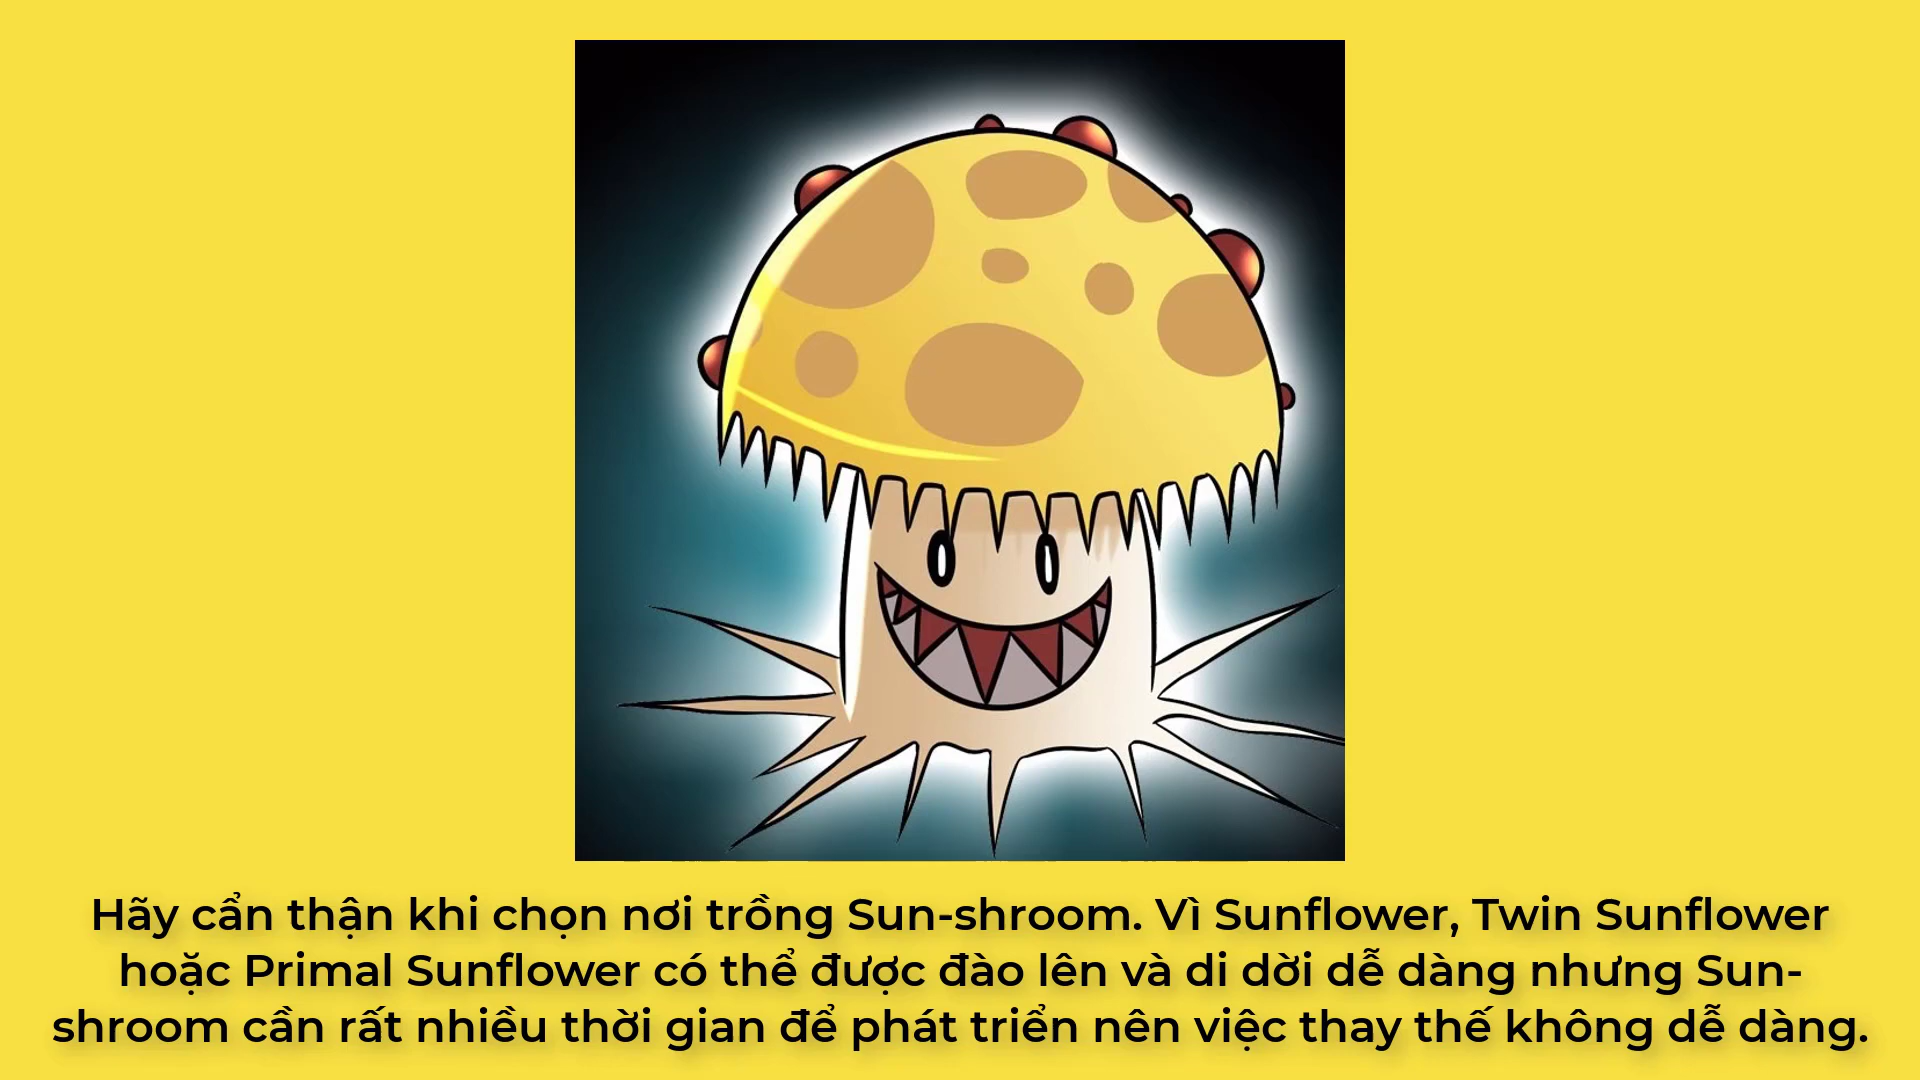 Hãy cẩn thận khi chọn nơi trồng Sun-shroom. Vì Sunflower, Twin Sunflower
hoặc Primal Sunflower có thể được đào lên và di dời dễ dàng nhưng Sun-
shroom cần rất nhiều thời gian để phát triển nên việc thay thế không dễ dàng.